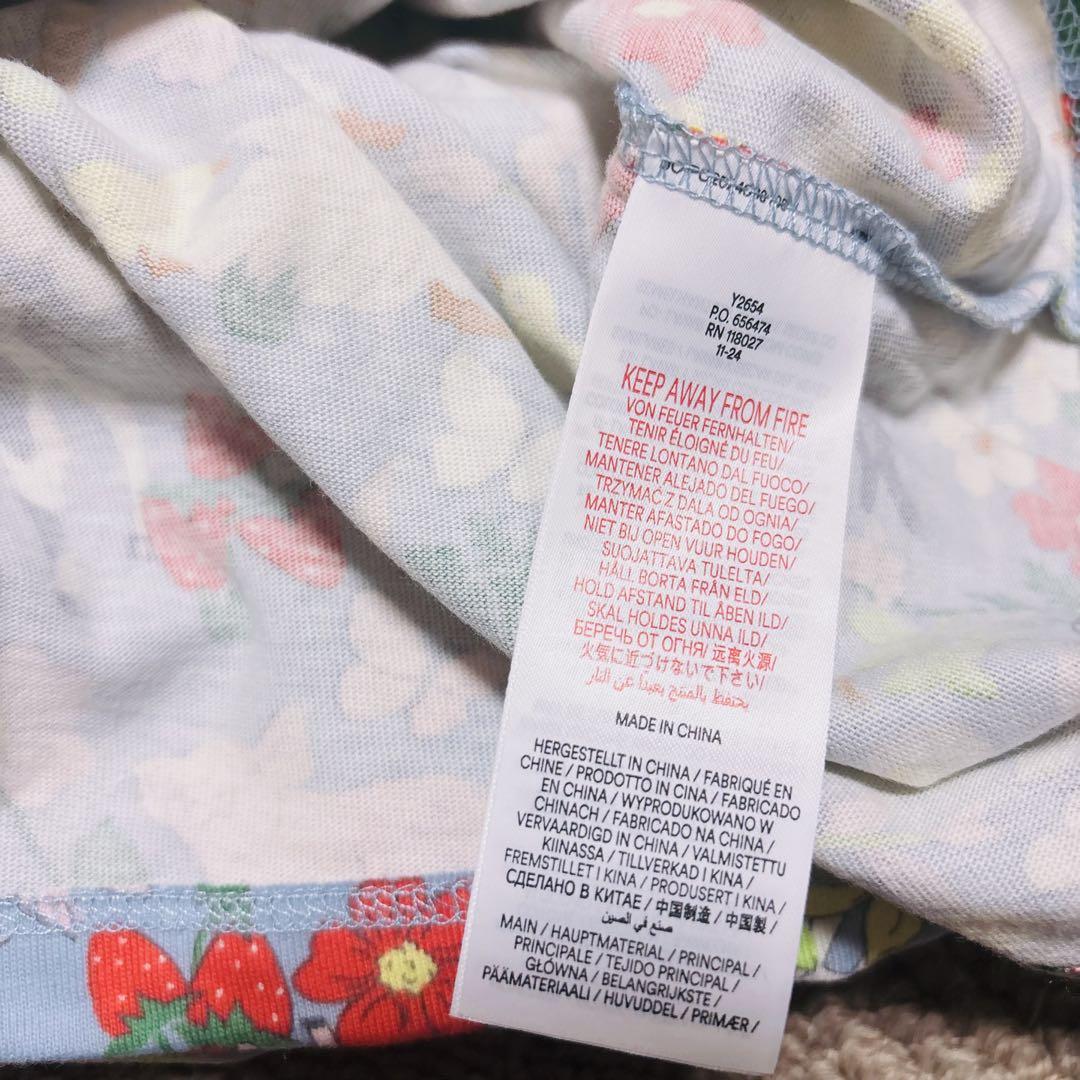 Y2654
P.O. 656474
RN 118027
11-24
KEEP AWAY FROM FIRE
VON FEUER FERNHALTEN/
TENIR ÉLOIGNÉ DU FEU/
TENERE LONTANO DAL FUOCO/
MANTENER ALEJADO DEL FUEGO/
TRZYMAĆ Z DALA OD OGNIA/
MANTER AFASTADO DO FOGO/
NIET BIJ OPEN VUUR HOUDEN/
SUOJATTAVA TULELTA/
HÅLL BORTA FRÅN ELD/
HOLD AFSTAND TIL ÅBEN ILD/
SKAL HOLDES UNNA ILD/
БЕРЕЧЬ ОТ ОГНЯ/ 远离火源/
火気に近づけないで下さい/
يحتفظ بالمنتج بعيدا عن النار
MADE IN CHINA
HERGESTELLT IN CHINA / FABRIQUÉ EN
CHINE / PRODOTTO IN CINA / FABRICADO
EN CHINA / WYPRODUKOWANO W
CHINACH / FABRICADO NA CHINA /
VERVAARDIGD IN CHINA / VALMISTETTU
KIINASSA / TILLVERKAD I KINA /
FREMSTILLET I KINA / PRODUSERT I KINA /
СДЕЛАНО В КИТАЕ / 中国制造 / 中国製 /
صنع في الصين
MAIN / HAUPTMATERIAL / PRINCIPAL /
PRINCIPALE / TEJIDO PRINCIPAL /
GŁÓWNA / BELANGRIJKSTE /
PÄÄMATERIAALI / HUVUDDEL / PRIMÆR /